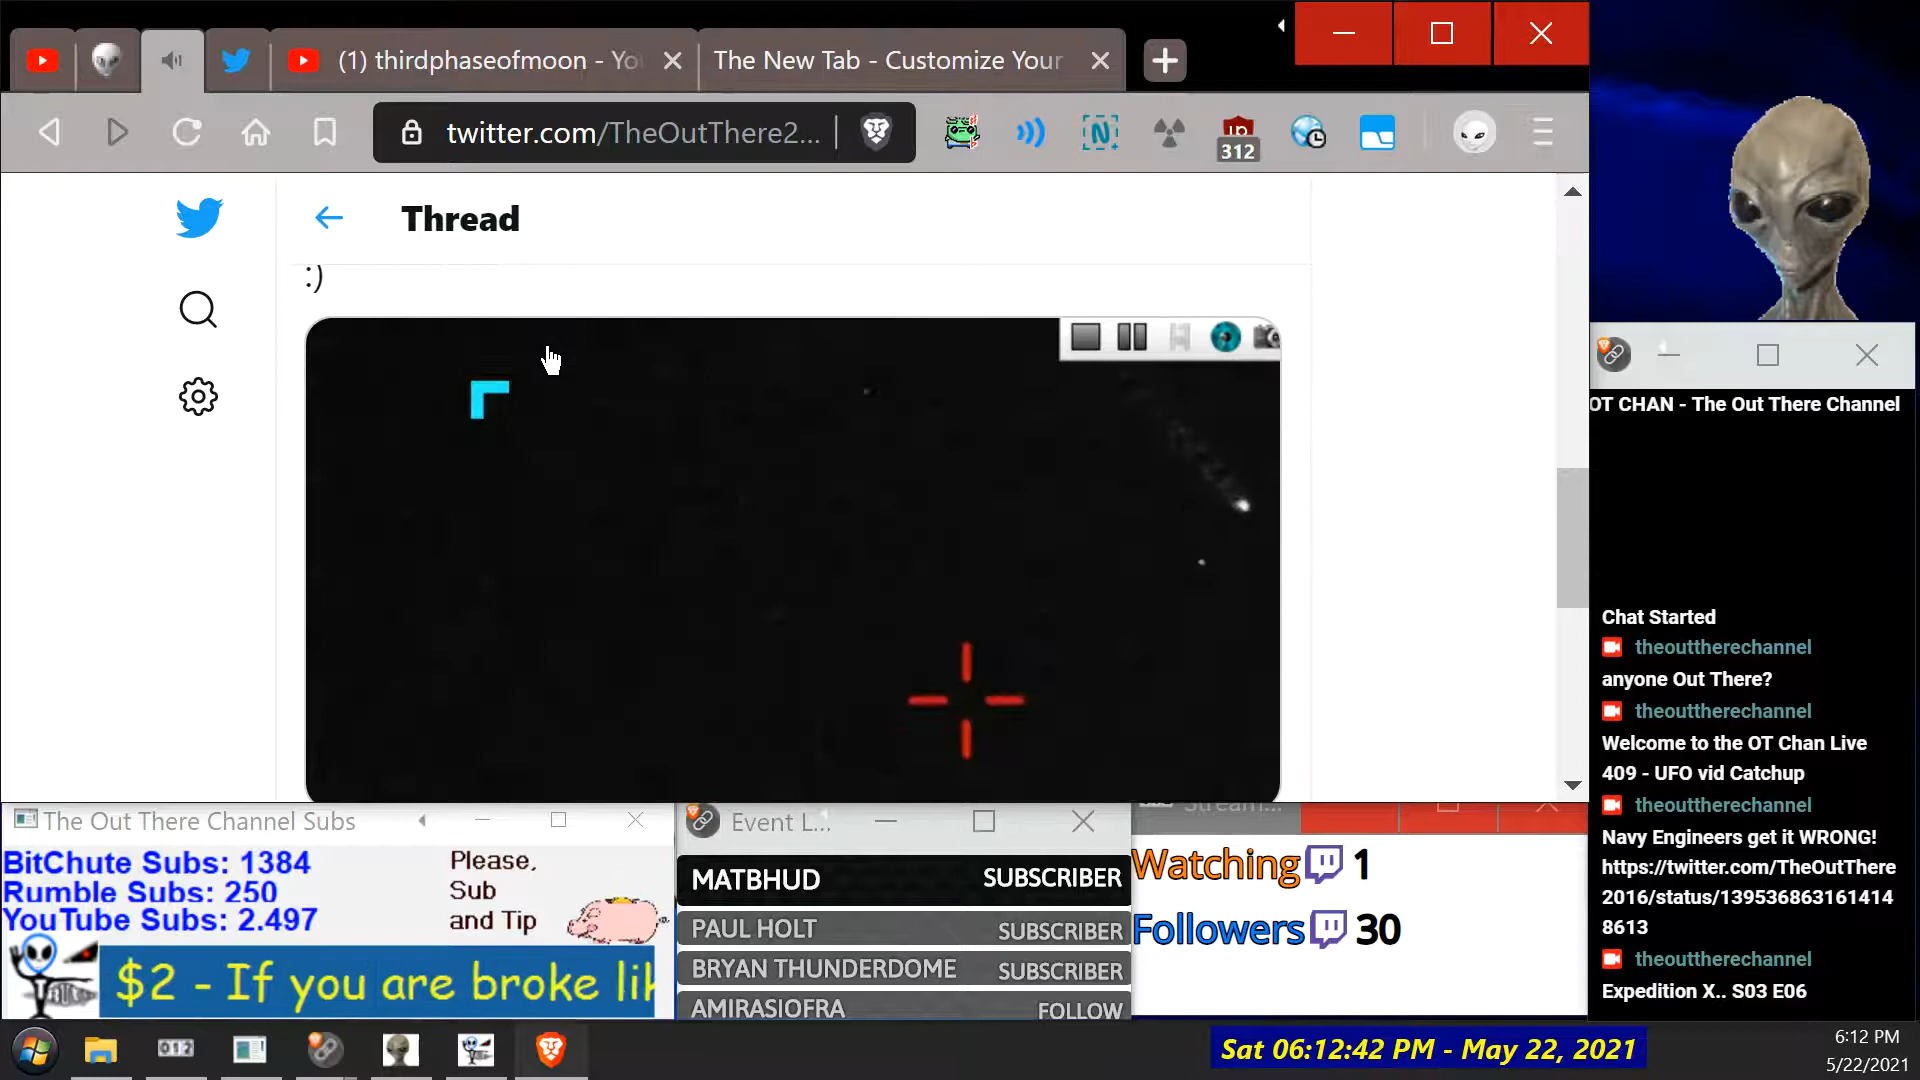 (1) thirdphaseofmoon - Yo
The New Tab - Customize Your
twitter.com/TheOutThere2...
312
Thread
:)
OT CHAN - The Out There Channel
Chat Started
theouttherechannel
anyone Out There?
theouttherechannel
Welcome to the OT Chan Live
409 - UFO vid Catchup
theouttherechannel
Navy Engineers get it WRONG!
https://twitter.com/TheOutThere
2016/status/139536863161414
8613
theouttherechannel
Expedition X.. S03 E06
The Out There Channel Subs
BitChute Subs: 1384
Rumble Subs: 250
YouTube Subs: 2.497
Please,
Sub
and Tip
$2 - If you are broke lik
Event L...
MATBHUD SUBSCRIBER
PAUL HOLT SUBSCRIBER
BRYAN THUNDERDOME SUBSCRIBER
AMIRASIOFRA FOLLOW
Stream...
Watching 1
Followers 30
012
Sat 06:12:42 PM - May 22, 2021
6:12 PM
5/22/2021